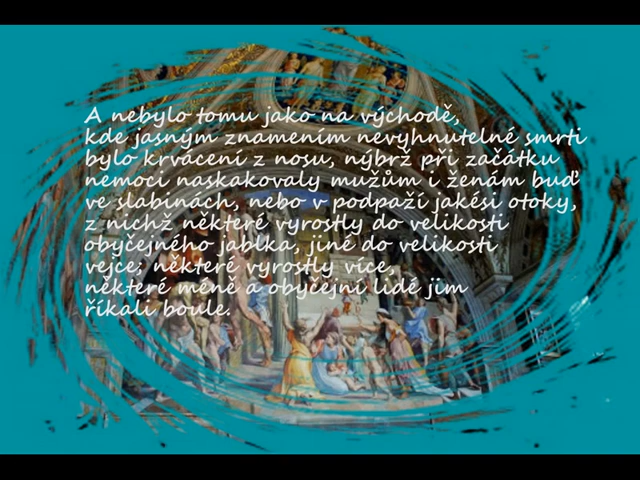 A nebylo tomu jako na východě,
kde jasným znamením nevyhnutelné smrti
bylo krvácení z nosu, nýbrž při začátku
nemoci naskakovaly mužům i ženám buď
ve slabinách, nebo v podpaží jakési otoky,
z nichž některé vyrostly do velikosti
obyčejného jablka, jiné do velikosti
vejce; některé vyrostly více,
některé méně a obyčejní lidé jim
říkali boule.